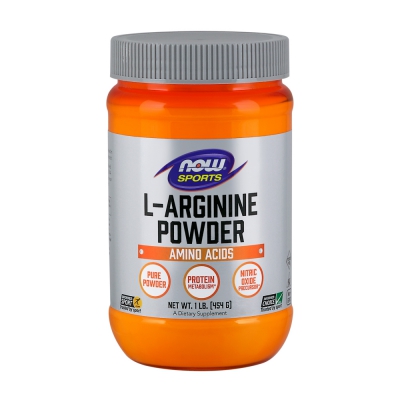 NOW
SPORTS
L-ARGININE
POWDER
AMINO ACIDS
PURE
POWDER
PROTEIN
METABOLISM*
NITRIC
OXIDE
PRECURSOR*
NET WT. 1 LB. (454 G)
A Dietary Supplement